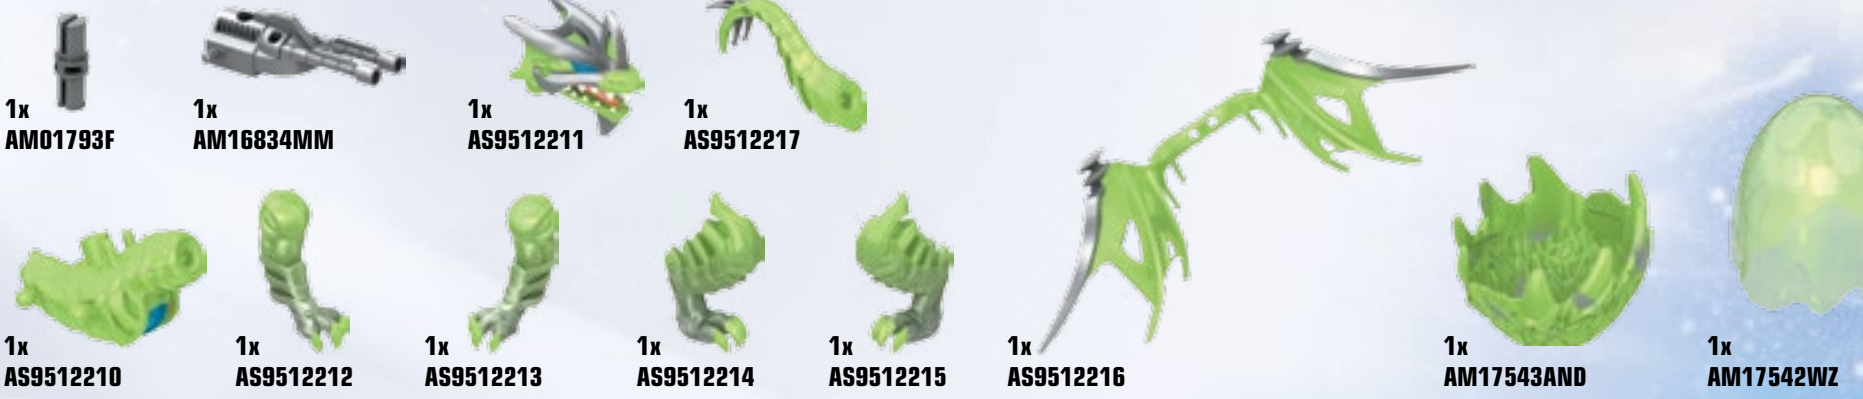 1x
AM01793F
1x
AM16834MM
1x
AS9512211
1x
AS9512217
1x
AS9512210
1x
AS9512212
1x
AS9512213
1x
AS9512214
1x
AS9512215
1x
AS9512216
1x
AM17543AND
1x
AM17542WZ